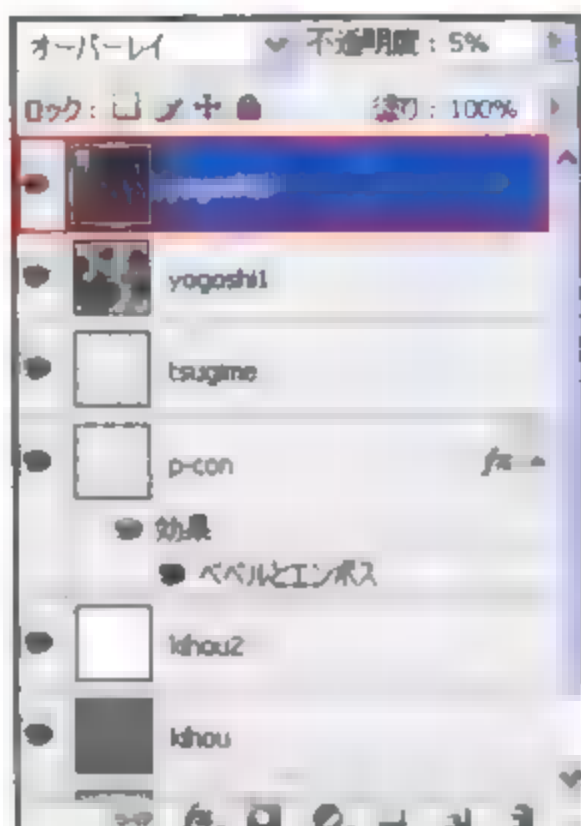 オーバーレイ 不透明度：5%
ロック： 塗り：100%
yogoshi1
tsugime
p-con
fx
効果
ベベルとエンボス
kihou2
kihou